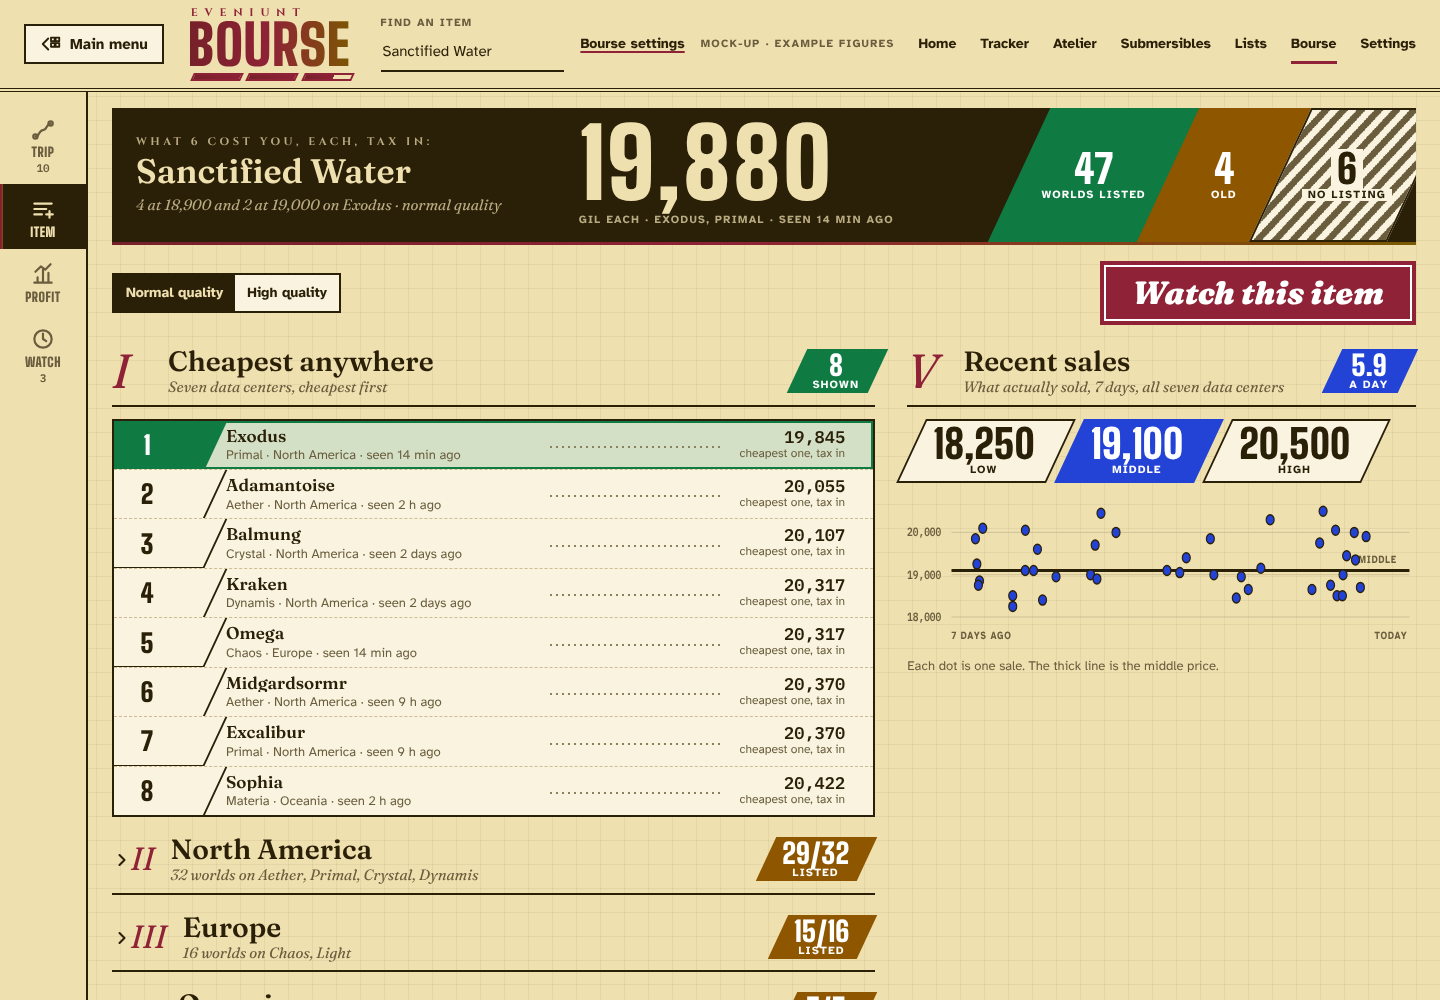 Main menu
EVENIUNT
BOURSE
FIND AN ITEM
Sanctified Water
Bourse settings
MOCK-UP · EXAMPLE FIGURES
Home
Tracker
Atelier
Submersibles
Lists
Bourse
Settings
TRIP
10
ITEM
PROFIT
WATCH
3
WHAT 6 COST YOU, EACH, TAX IN:
Sanctified Water
4 at 18,900 and 2 at 19,000 on Exodus · normal quality
19,880
GIL EACH · EXODUS, PRIMAL · SEEN 14 MIN AGO
47
WORLDS LISTED
4
OLD
6
NO LISTING
Normal quality
High quality
Watch this item
I
Cheapest anywhere
Seven data centers, cheapest first
8
SHOWN
1
Exodus
Primal · North America · seen 14 min ago
19,845
cheapest one, tax in
2
Adamantoise
Aether · North America · seen 2 h ago
20,055
cheapest one, tax in
3
Balmung
Crystal · North America · seen 2 days ago
20,107
cheapest one, tax in
4
Kraken
Dynamis · North America · seen 2 days ago
20,317
cheapest one, tax in
5
Omega
Chaos · Europe · seen 14 min ago
20,317
cheapest one, tax in
6
Midgardsormr
Aether · North America · seen 9 h ago
20,370
cheapest one, tax in
7
Excalibur
Primal · North America · seen 9 h ago
20,370
cheapest one, tax in
8
Sophia
Materia · Oceania · seen 2 h ago
20,422
cheapest one, tax in
II
North America
32 worlds on Aether, Primal, Crystal, Dynamis
29/32
LISTED
III
Europe
16 worlds on Chaos, Light
15/16
LISTED
V
Recent sales
What actually sold, 7 days, all seven data centers
5.9
A DAY
18,250
LOW
19,100
MIDDLE
20,500
HIGH
20,000
19,000
18,000
MIDDLE
7 DAYS AGO
TODAY
Each dot is one sale. The thick line is the middle price.